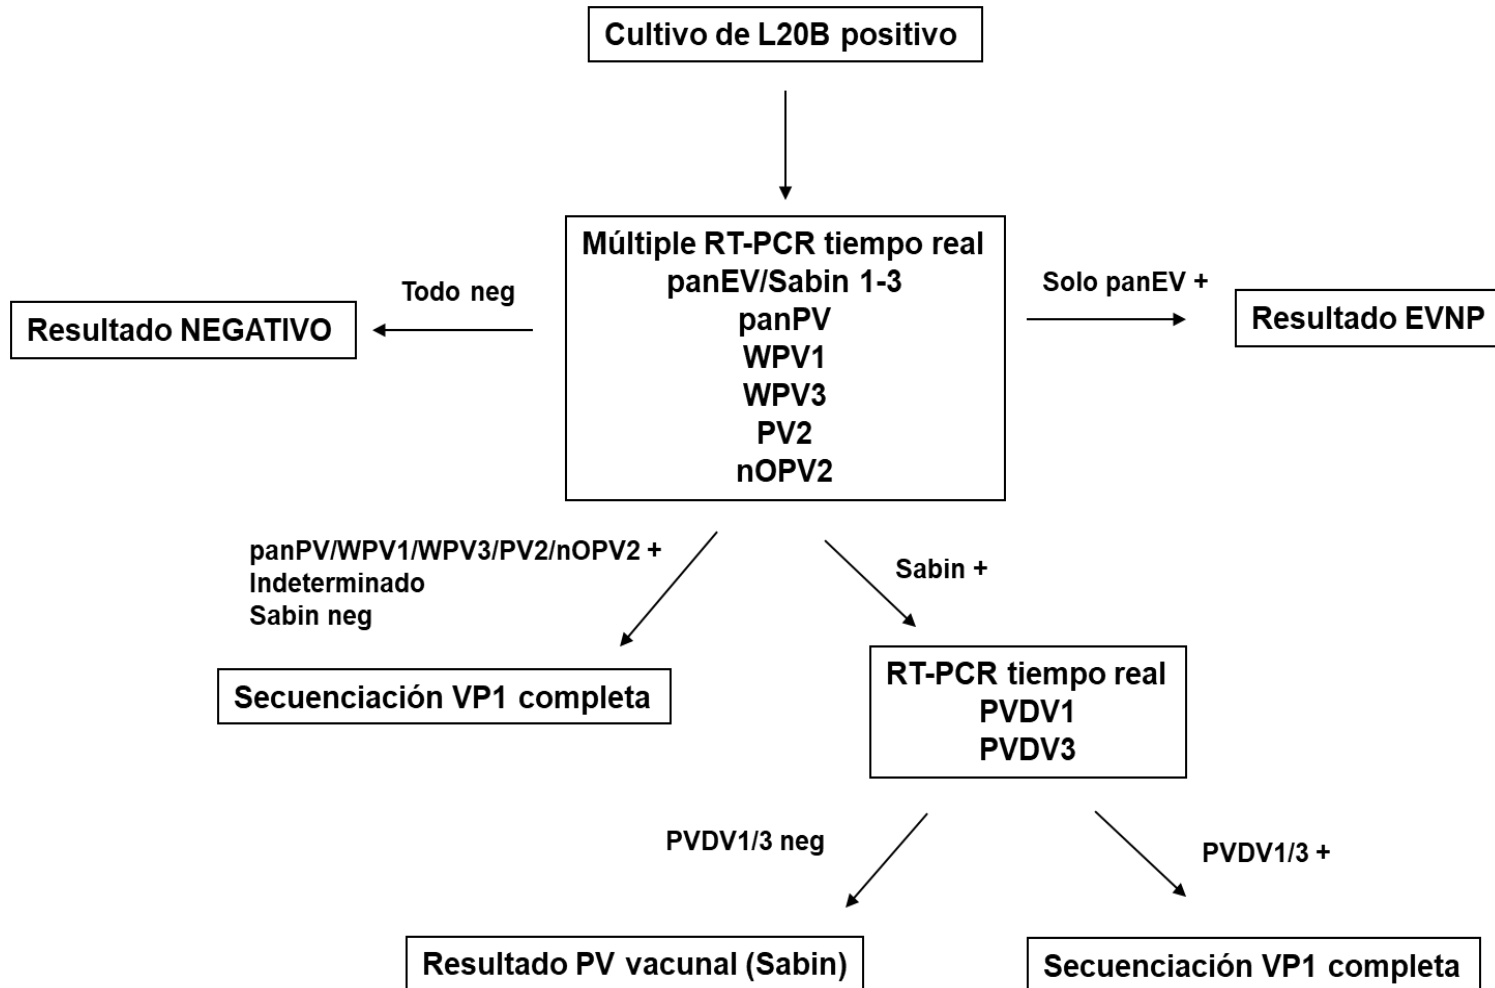 Cultivo de L20B positivo
Múltiple RT-PCR tiempo real
panEV/Sabin 1-3
panPV
WPV1
WPV3
PV2
nOPV2
Todo neg
Resultado NEGATIVO
Solo panEV +
Resultado EVNP
panPV/WPV1/WPV3/PV2/nOPV2 +
Indeterminado
Sabin neg
Secuenciación VP1 completa
Sabin +
RT-PCR tiempo real
PVDV1
PVDV3
PVDV1/3 neg
PVDV1/3 +
Resultado PV vacunal (Sabin)
Secuenciación VP1 completa